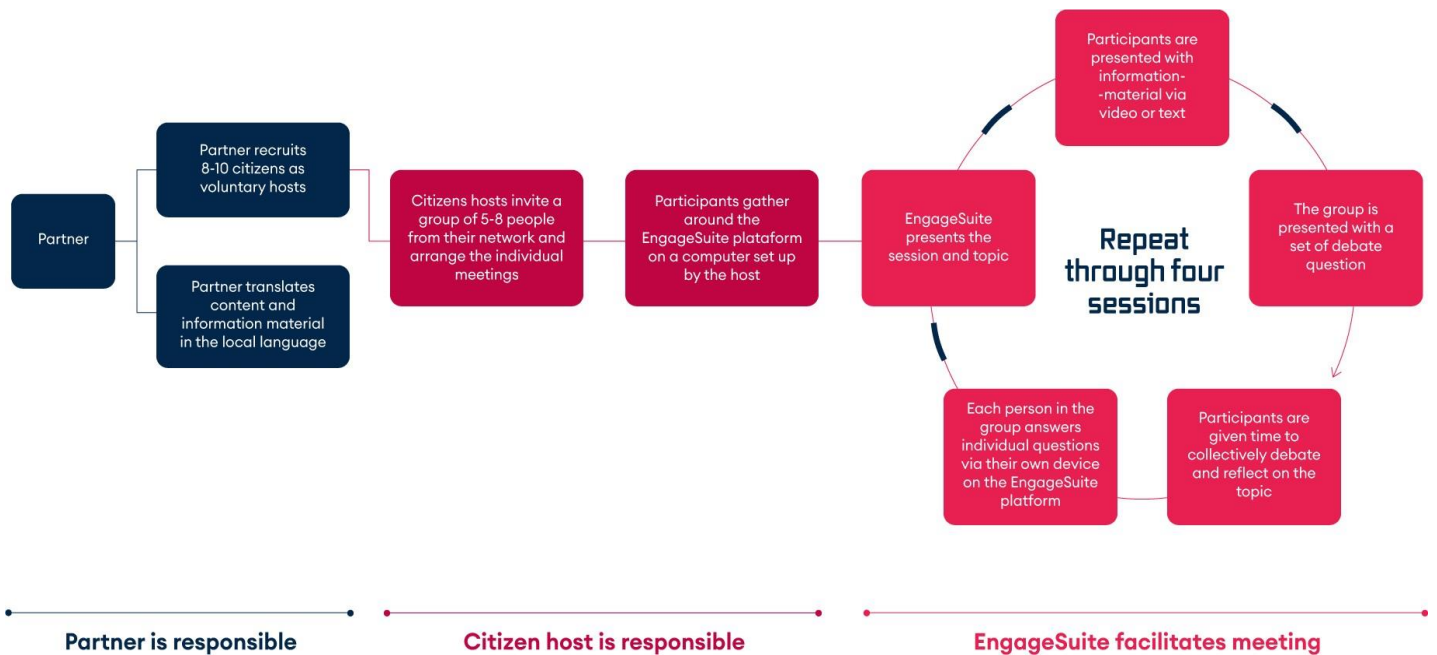 Partner
Partner recruits
8-10 citizens as
voluntary hosts
Partner translates
content and
information material
in the local language
Citizens hosts invite a
group of 5-8 people
from their network and
arrange the individual
meetings
Participants gather
around the
EngageSuite plataform
on a computer set up
by the host
EngageSuite
presents the
session and topic
Participants are
presented with
information-
-material via
video or text
The group is
presented with a
set of debate
question
Participants are
given time to
collectively debate
and reflect on the
topic
Each person in the
group answers
individual questions
via their own device
on the EngageSuite
platform
Repeat
through four
sessions
Partner is responsible
Citizen host is responsible
EngageSuite facilitates meeting